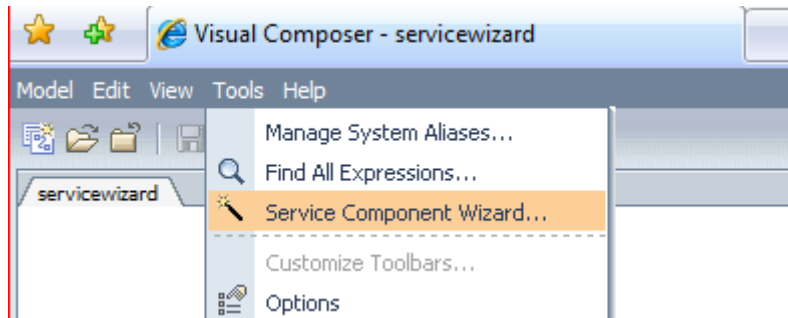 Visual Composer - servicewizard
Model Edit View Tools Help
Manage System Aliases...
Find All Expressions...
servicewizard
Service Component Wizard...
Customize Toolbars...
Options